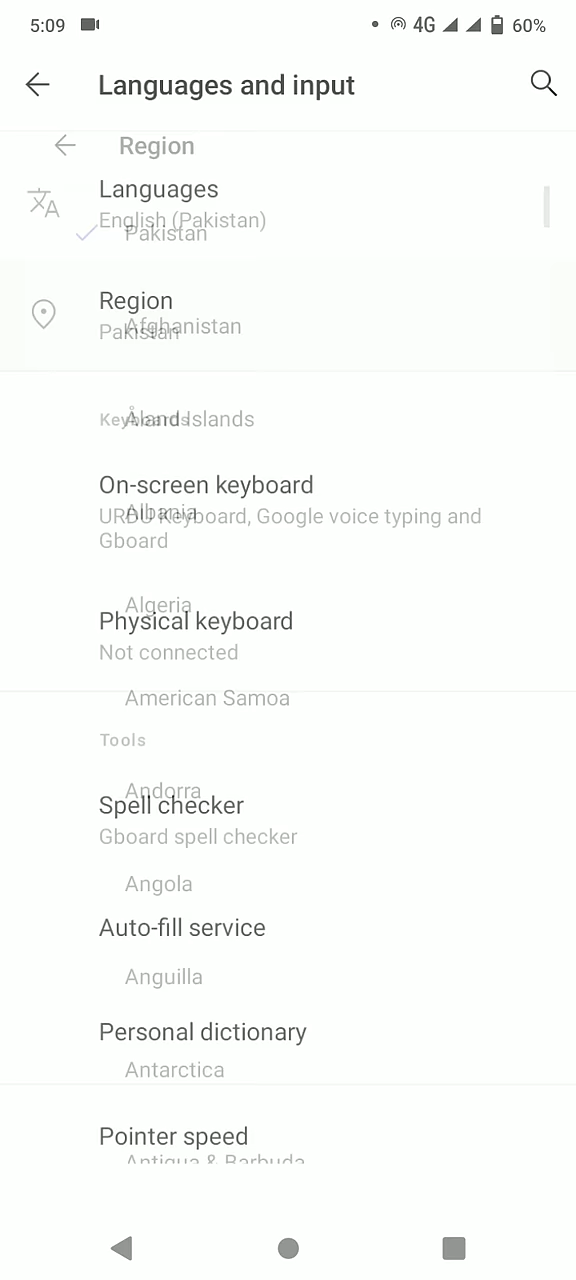 5:09 4G 60%
Languages and input
Region
Languages
English (Pakistan)
Pakistan
Region
Afghanistan
Pakistan
Keyboards
Åland Islands
On-screen keyboard
Albania
URDU Keyboard, Google voice typing and
Gboard
Algeria
Physical keyboard
Not connected
American Samoa
Tools
Andorra
Spell checker
Gboard spell checker
Angola
Auto-fill service
Anguilla
Personal dictionary
Antarctica
Pointer speed
Antigua & Barbuda